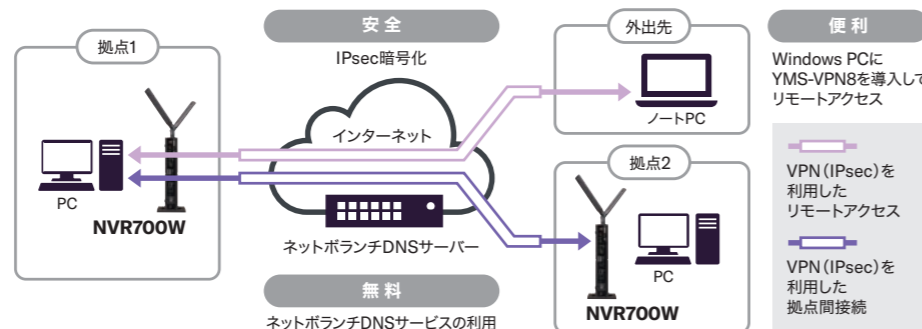 拠点1
PC
NVR700W
安全
IPsec暗号化
インターネット
ネットボランチDNSサーバー
無料
ネットボランチDNSサービスの利用
外出先
ノートPC
拠点2
PC
NVR700W
便利
Windows PCに
YMS-VPN8を導入して
リモートアクセス
VPN（IPsec）を
利用した
リモートアクセス
VPN（IPsec）を
利用した
拠点間接続